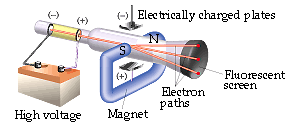 (−)
Electrically charged plates
(−)
(+)
N
S
(+)
Fluorescent
screen
Electron
paths
High voltage
Magnet